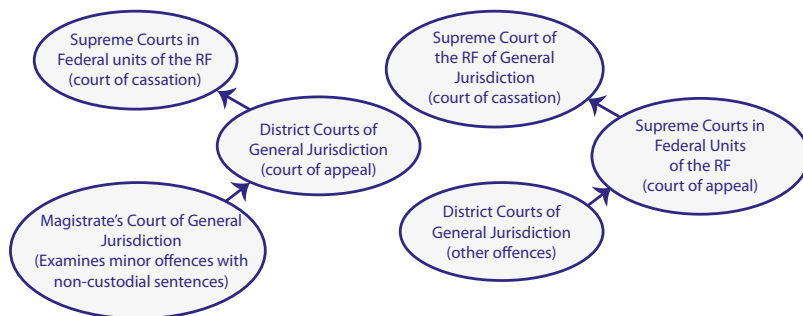 Supreme Courts in
Federal units of the RF
(court of cassation)
District Courts of
General Jurisdiction
(court of appeal)
Magistrate's Court of General
Jurisdiction
(Examines minor offences with
non-custodial sentences)
Supreme Court of
the RF of General
Jurisdiction
(court of cassation)
Supreme Courts in
Federal Units
of the RF
(court of appeal)
District Courts of
General Jurisdiction
(other offences)